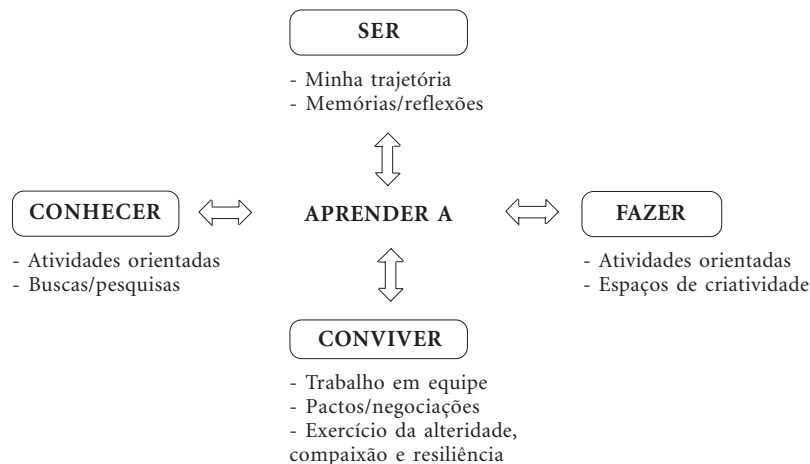 SER
- Minha trajetória
- Memórias/reflexões
CONHECER
APRENDER A
FAZER
- Atividades orientadas
- Buscas/pesquisas
- Atividades orientadas
- Espaços de criatividade
CONVIVER
- Trabalho em equipe
- Pactos/negociações
- Exercício da alteridade,
compaixão e resiliência